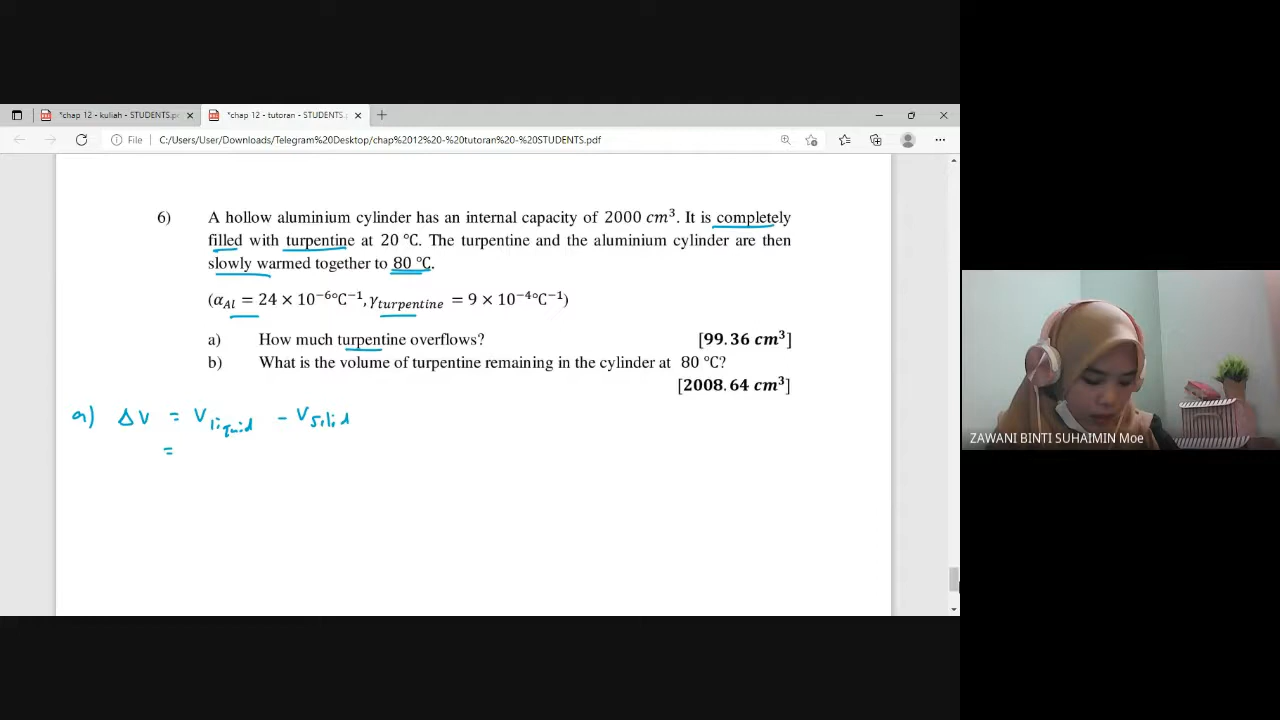 *chap 12 - kuliah - STUDENTS.pr
*chap 12 - tutoran - STUDENTS.p
File
C:/Users/User/Downloads/Telegram%20Desktop/chap%2012%20-%20tutoran%20-%20STUDENTS.pdf
6) A hollow aluminium cylinder has an internal capacity of 2000 cm³. It is completely
filled with turpentine at 20 °C. The turpentine and the aluminium cylinder are then
slowly warmed together to 80 °C.
(α_Al = 24 × 10⁻⁶°C⁻¹, γ_turpentine = 9 × 10⁻⁴°C⁻¹)
a) How much turpentine overflows? [99.36 cm³]
b) What is the volume of turpentine remaining in the cylinder at 80 °C?
[2008.64 cm³]
a) ΔV = V liquid - V solid
=
ZAWANI BINTI SUHAIMIN Moe